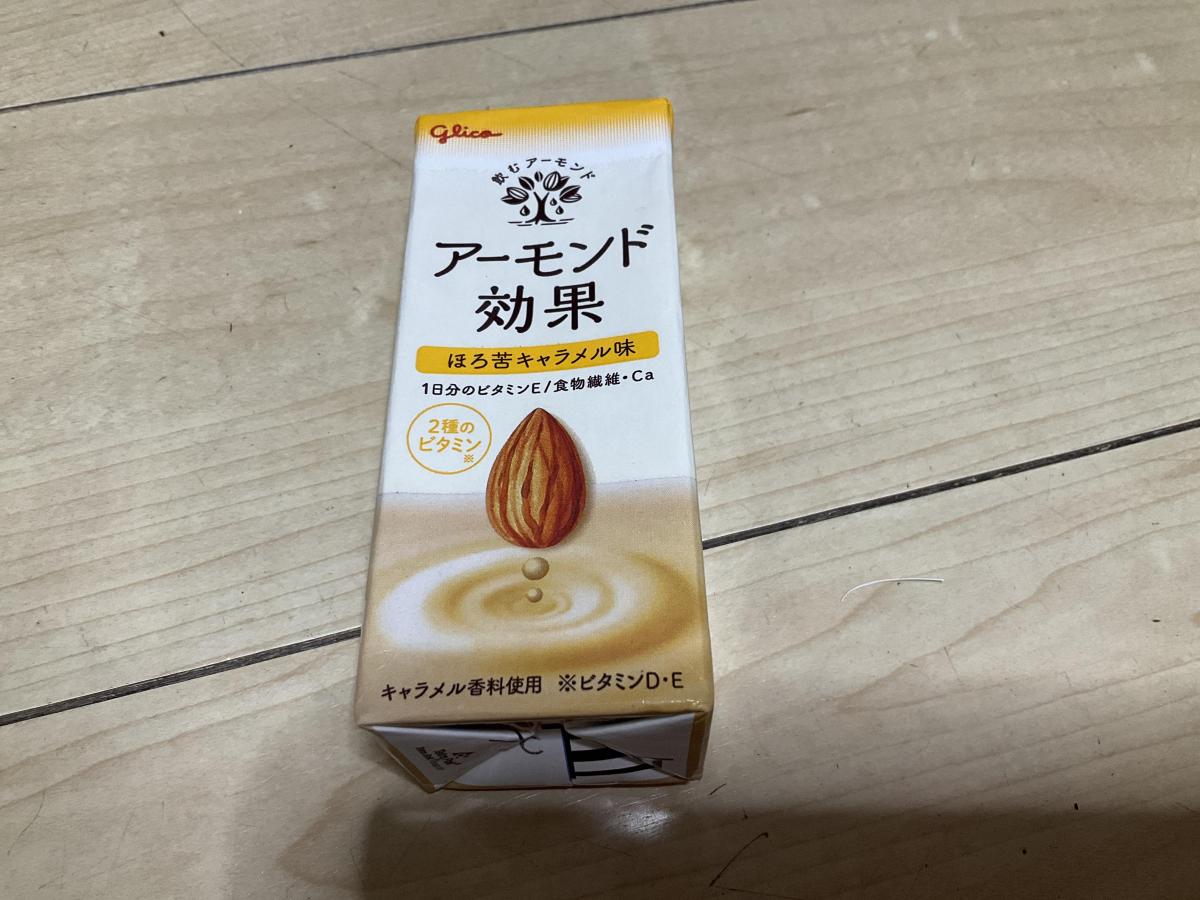 Glico
飲むアーモンド
アーモンド
効果
ほろ苦キャラメル味
1日分のビタミンE/食物繊維・Ca
2種の
ビタミン
※
キャラメル香料使用 ※ビタミンD・E